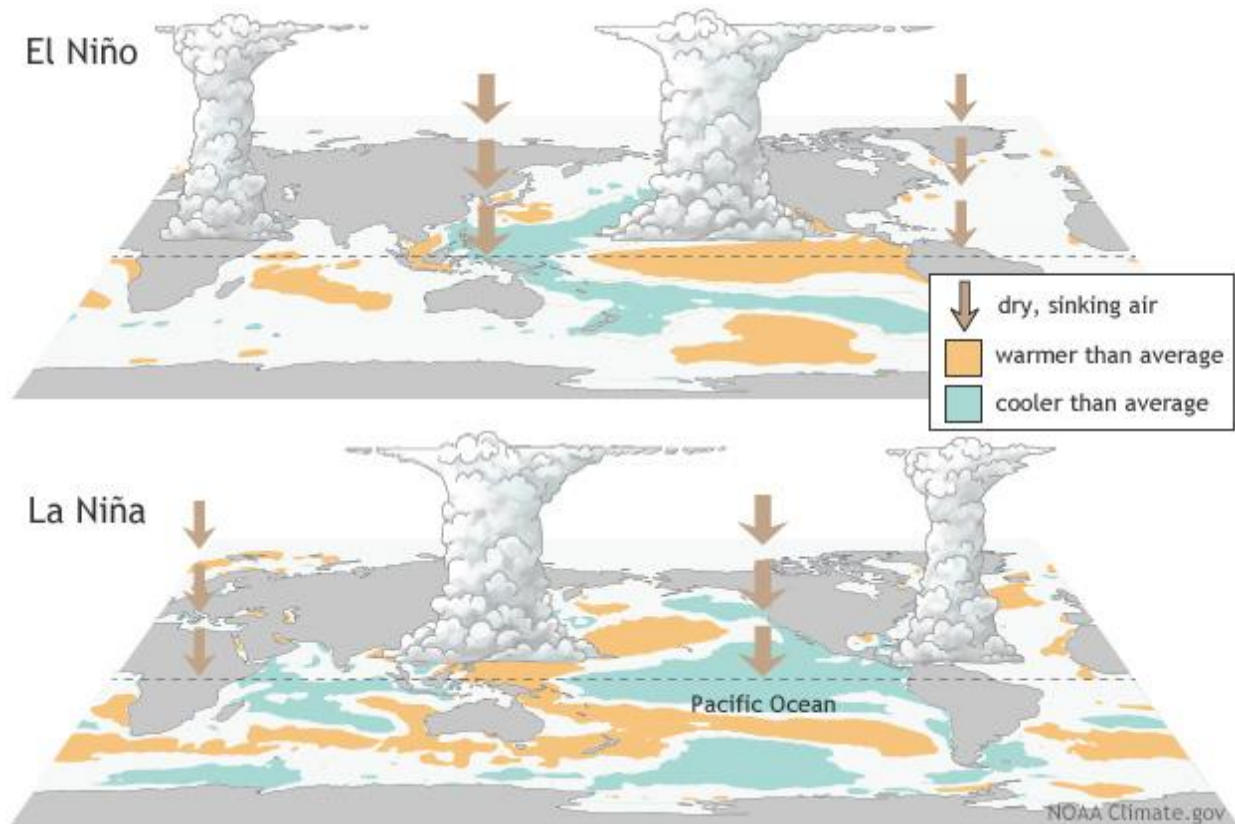 El Niño
dry, sinking air
warmer than average
cooler than average
La Niña
Pacific Ocean
NOAA Climate.gov